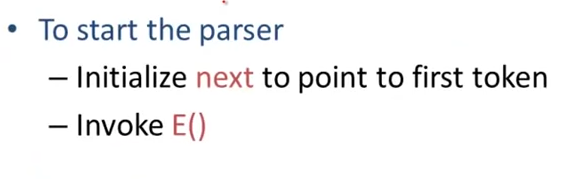 • To start the parser
– Initialize next to point to first token
– Invoke E()